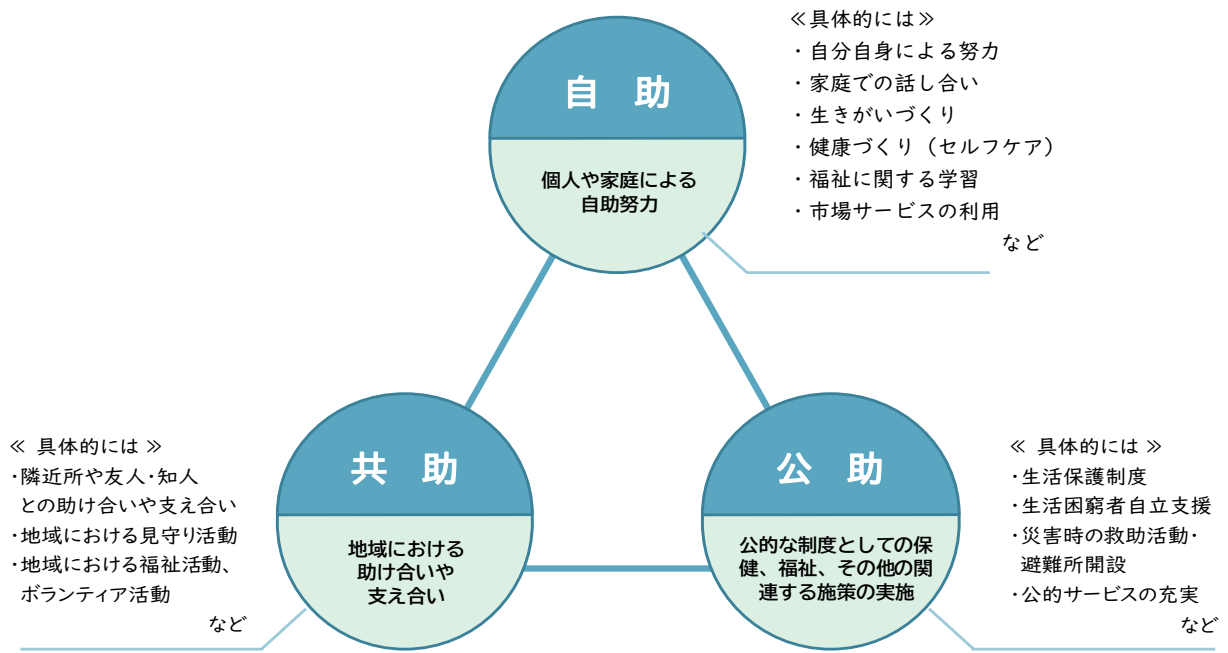 自　助
個人や家庭による
自助努力
≪具体的には≫
・自分自身による努力
・家庭での話し合い
・生きがいづくり
・健康づくり（セルフケア）
・福祉に関する学習
・市場サービスの利用
など
≪ 具体的には ≫
・隣近所や友人・知人
との助け合いや支え合い
・地域における見守り活動
・地域における福祉活動、
ボランティア活動
など
共　助
地域における
助け合いや
支え合い
公　助
公的な制度としての保
健、福祉、その他の関
連する施策の実施
≪ 具体的には ≫
・生活保護制度
・生活困窮者自立支援
・災害時の救助活動・
避難所開設
・公的サービスの充実
など